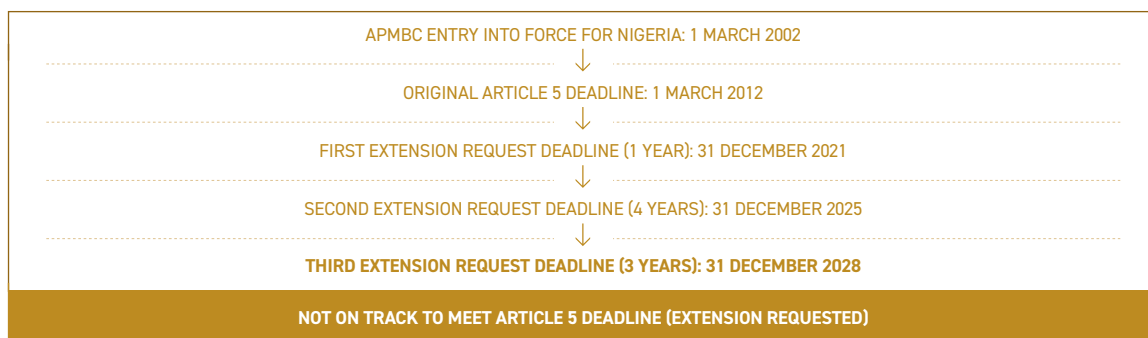 APMBC ENTRY INTO FORCE FOR NIGERIA: 1 MARCH 2002
ORIGINAL ARTICLE 5 DEADLINE: 1 MARCH 2012
FIRST EXTENSION REQUEST DEADLINE (1 YEAR): 31 DECEMBER 2021
SECOND EXTENSION REQUEST DEADLINE (4 YEARS): 31 DECEMBER 2025
THIRD EXTENSION REQUEST DEADLINE (3 YEARS): 31 DECEMBER 2028
NOT ON TRACK TO MEET ARTICLE 5 DEADLINE (EXTENSION REQUESTED)